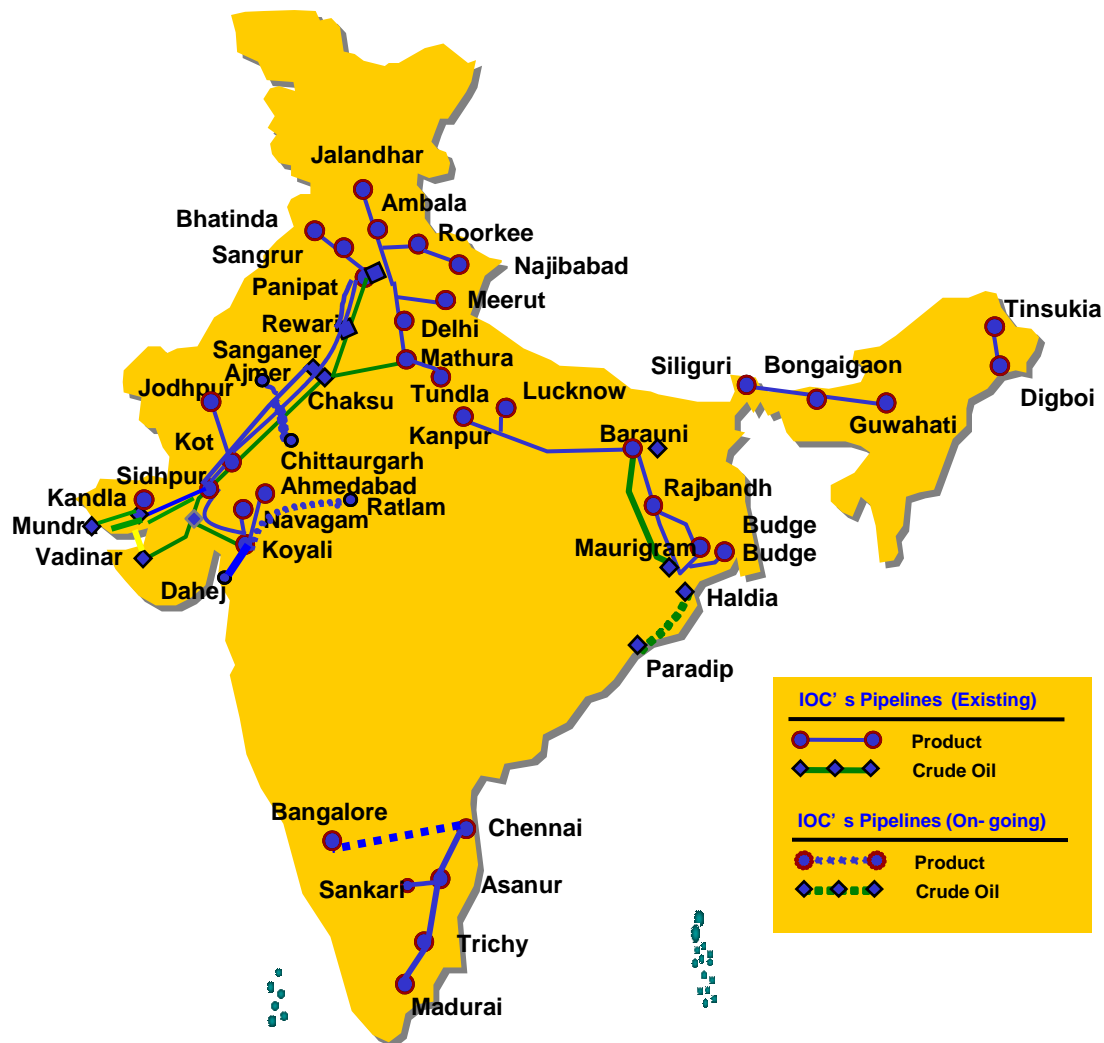 Jalandhar
Ambala
Bhatinda
Roorkee
Sangrur
Najibabad
Panipat
Meerut
Tinsukia
Rewari
Delhi
Sanganer
Mathura
Ajmer
Siliguri
Bongaigaon
Jodhpur
Chaksu
Tundla
Lucknow
Digboi
Guwahati
Kanpur
Kot
Barauni
Chittaurgarh
Sidhpur
Ahmedabad
Rajbandh
Kandla
Ratlam
Navagam
Mundr
Budge
Budge
Vadinar
Koyali
Maurigram
Dahej
Haldia
Paradip
IOC' s Pipelines (Existing)
Product
Crude Oil
IOC' s Pipelines (On- going)
Product
Crude Oil
Bangalore
Chennai
Sankari
Asanur
Trichy
Madurai